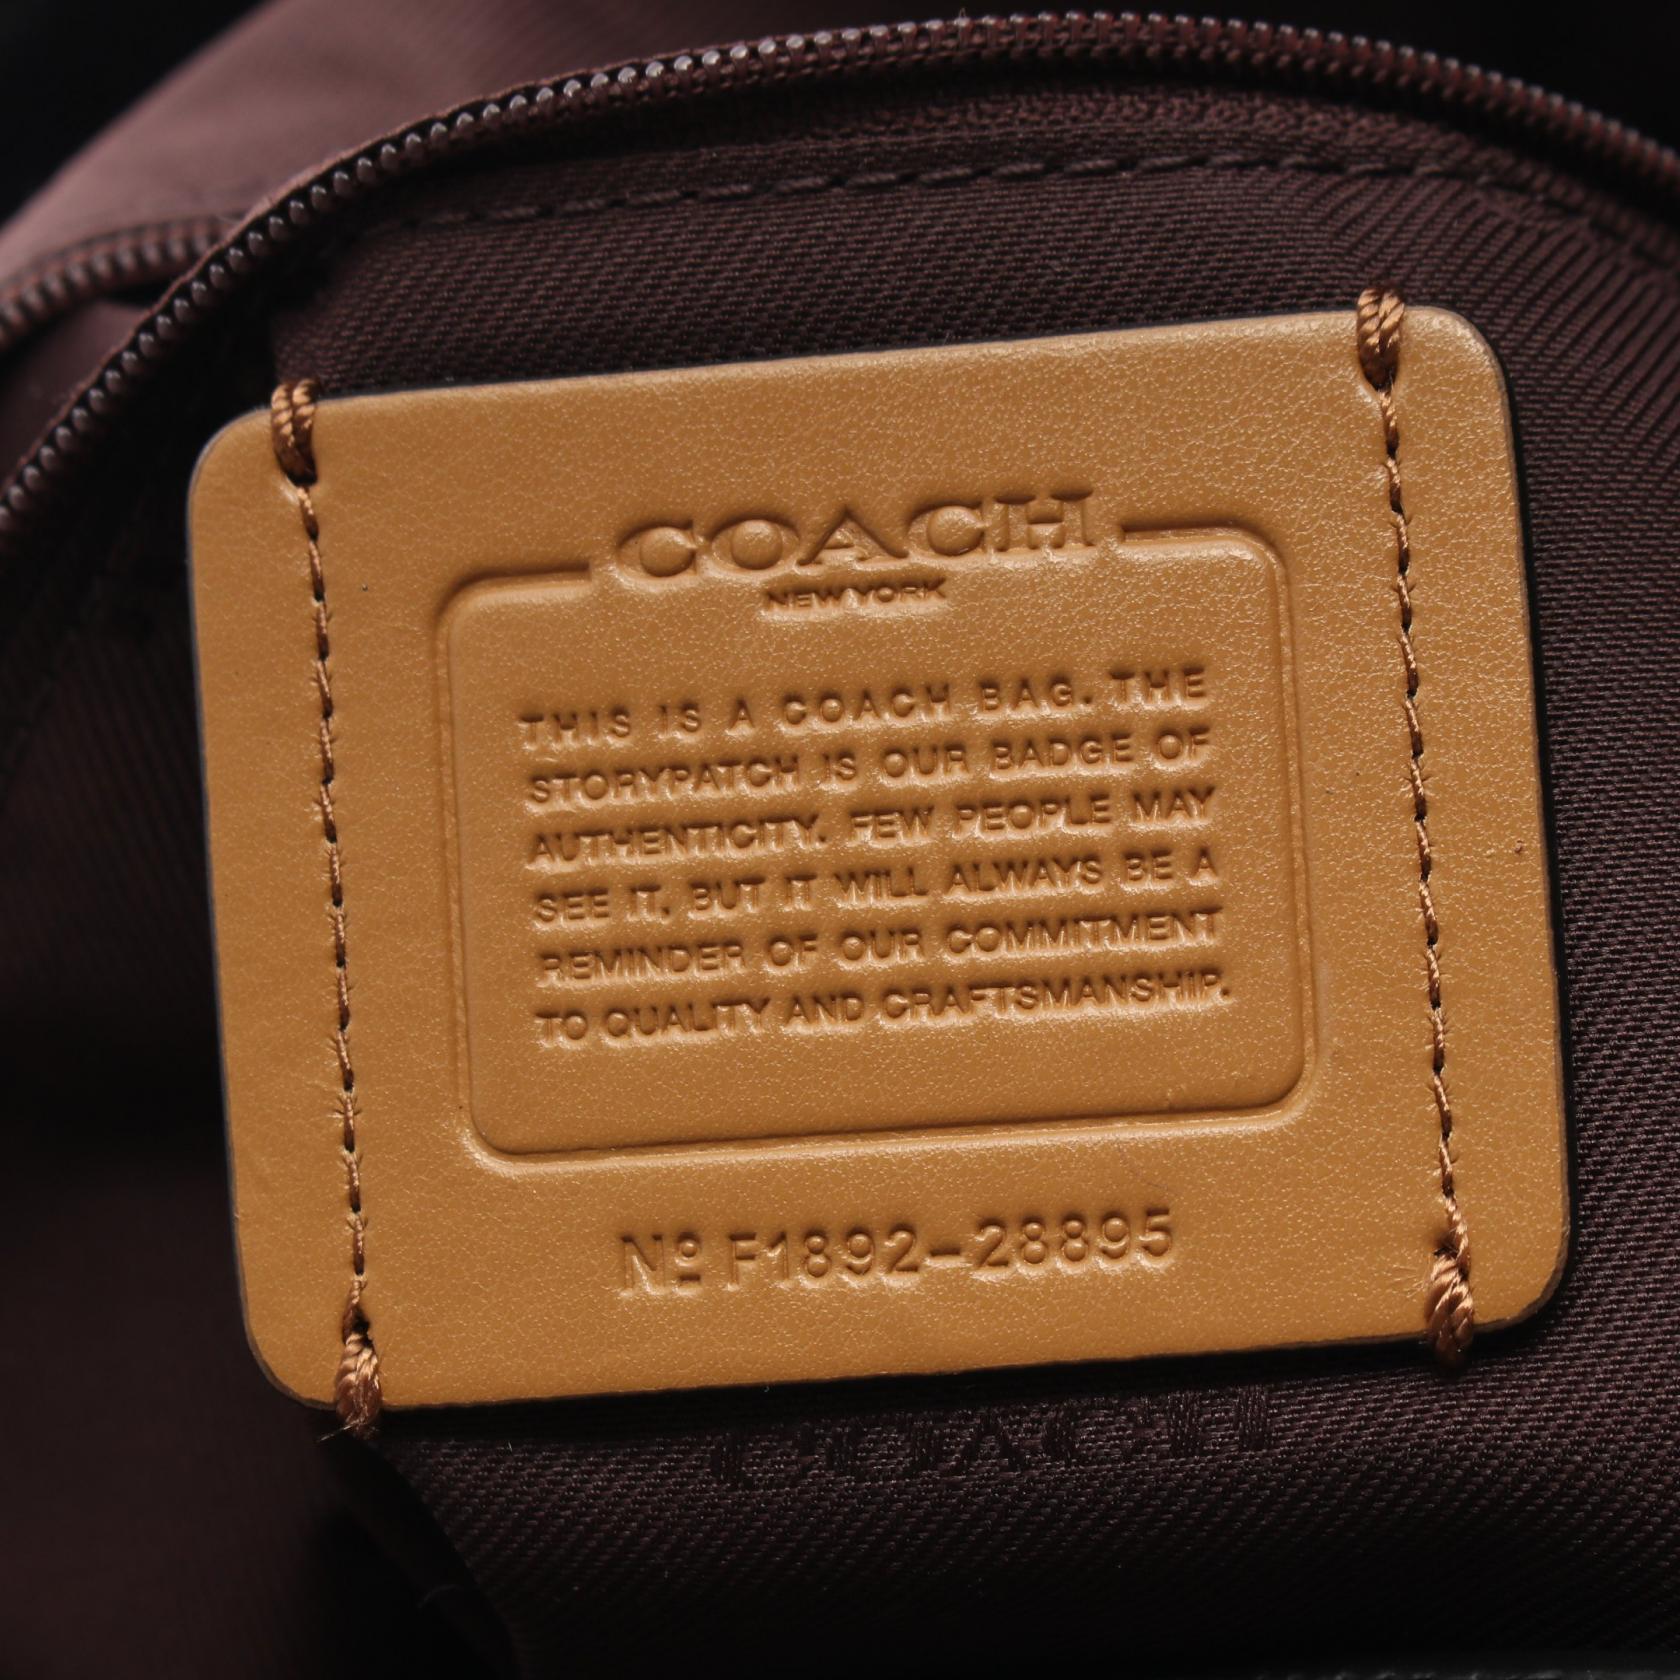 COACH
NEW YORK
THIS IS A COACH BAG. THE
STORYPATCH IS OUR BADGE OF
AUTHENTICITY. FEW PEOPLE MAY
SEE IT, BUT IT WILL ALWAYS BE A
REMINDER OF OUR COMMITMENT
TO QUALITY AND CRAFTSMANSHIP.
Nº F1892-28895
COACH